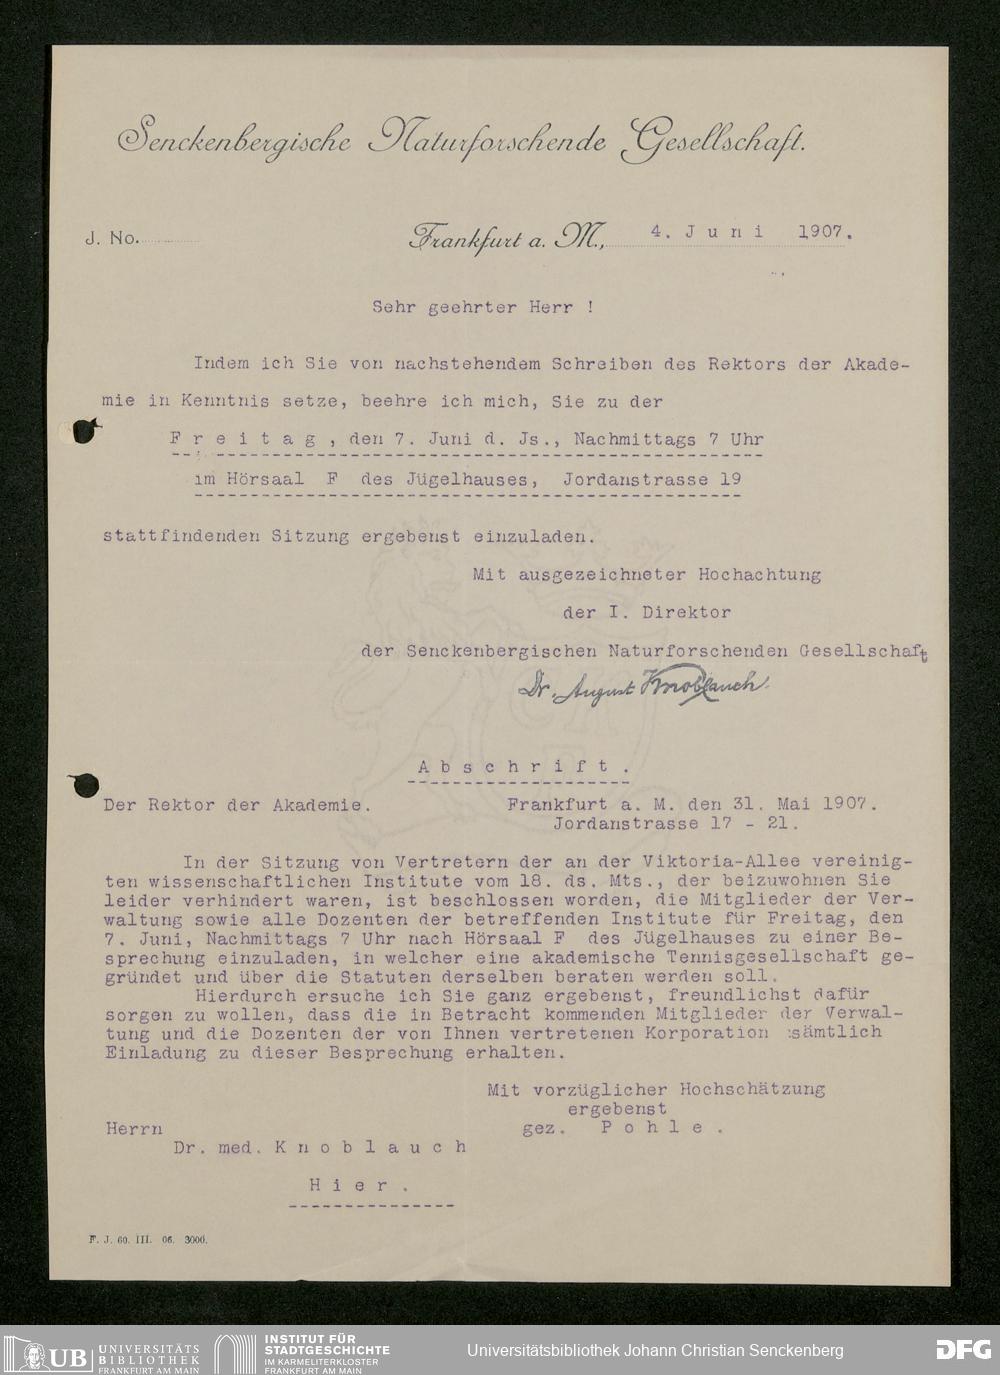 Senckenbergische Naturforschende Gesellschaft.
J. No.
Frankfurt a. M., 4. Juni 1907.
Sehr geehrter Herr !
Indem ich Sie von nachstehendem Schreiben des Rektors der Akade-
mie in Kenntnis setze, beehre ich mich, Sie zu der
Freitag, den 7. Juni d. Js., Nachmittags 7 Uhr
im Hörsaal F des Jügelhauses, Jordanstrasse 19
stattfindenden Sitzung ergebenst einzuladen.
Mit ausgezeichneter Hochachtung
der I. Direktor
der Senckenbergischen Naturforschenden Gesellschaft
Dr. August Knoblauch.
Abschrift.
Der Rektor der Akademie.
Frankfurt a. M. den 31. Mai 1907.
Jordanstrasse 17 - 21.
In der Sitzung von Vertretern der an der Viktoria-Allee vereinig-
ten wissenschaftlichen Institute vom 18. ds. Mts., der beizuwohnen Sie
leider verhindert waren, ist beschlossen worden, die Mitglieder der Ver-
waltung sowie alle Dozenten der betreffenden Institute für Freitag, den
7. Juni, Nachmittags 7 Uhr nach Hörsaal F des Jügelhauses zu einer Be-
sprechung einzuladen, in welcher eine akademische Tennisgesellschaft ge-
gründet und über die Statuten derselben beraten werden soll.
Hierdurch ersuche ich Sie ganz ergebenst, freundlichst dafür
sorgen zu wollen, dass die in Betracht kommenden Mitglieder der Verwal-
tung und die Dozenten der von Ihnen vertretenen Korporation sämtlich
Einladung zu dieser Besprechung erhalten.
Mit vorzüglicher Hochschätzung
ergebenst
gez. Pohle.
Herrn
Dr. med. Knoblauch
Hier.
F. J. 60. III. 06. 3000.
UB UNIVERSITÄTS
BIBLIOTHEK
FRANKFURT AM MAIN
INSTITUT FÜR
STADTGESCHICHTE
IM KARMELITERKLOSTER
FRANKFURT AM MAIN
Universitätsbibliothek Johann Christian Senckenberg
DFG